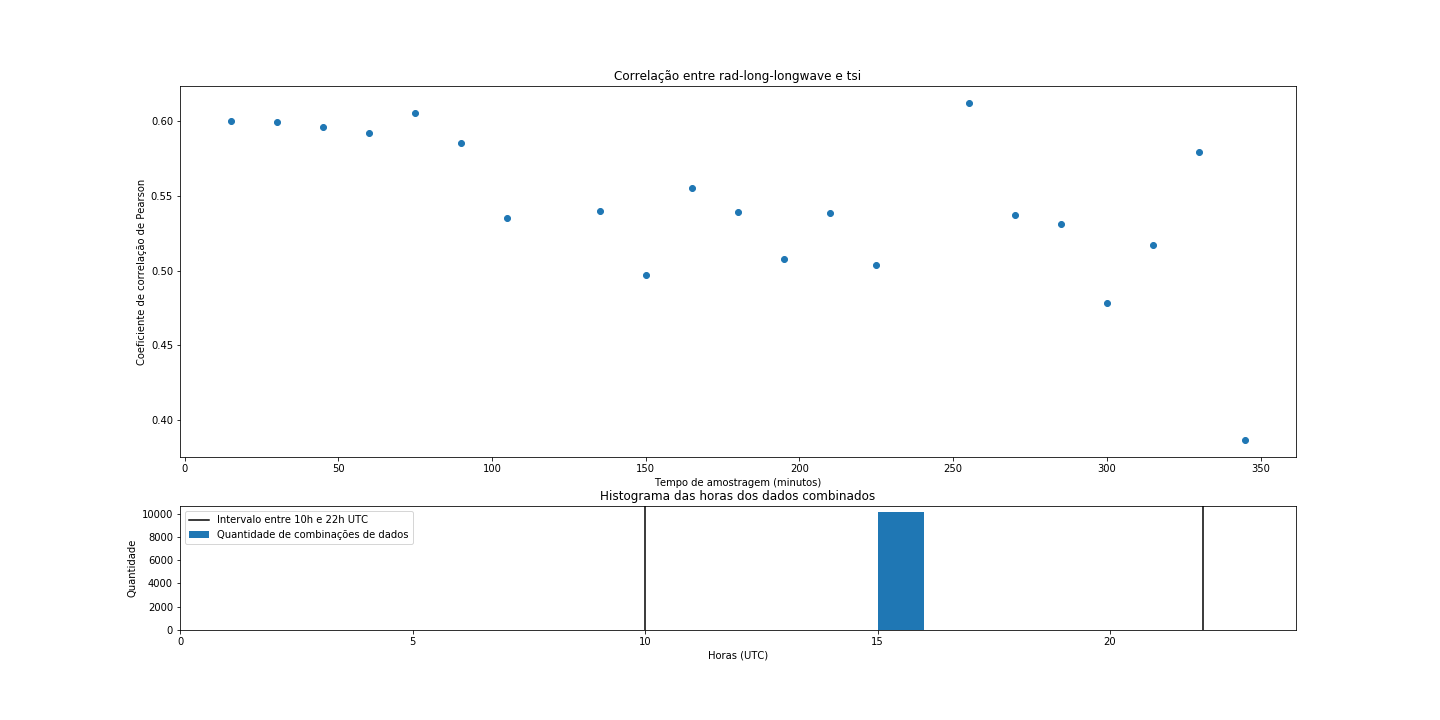 Correlação entre rad-long-longwave e tsi
Coeficiente de correlação de Pearson
0.60
0.55
0.50
0.45
0.40
0 50 100 150 200 250 300 350
Tempo de amostragem (minutos)
Histograma das horas dos dados combinados
Quantidade
10000
8000
6000
4000
2000
0
Intervalo entre 10h e 22h UTC
Quantidade de combinações de dados
0 5 10 15 20
Horas (UTC)